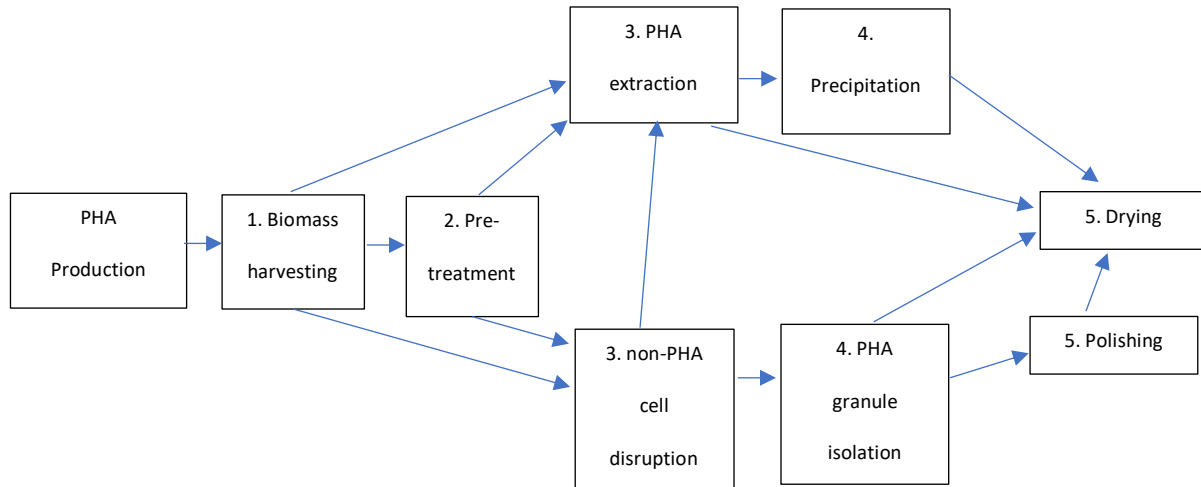 PHA
Production
1. Biomass
harvesting
2. Pre-
treatment
3. PHA
extraction
4.
Precipitation
3. non-PHA
cell
disruption
4. PHA
granule
isolation
5. Polishing
5. Drying